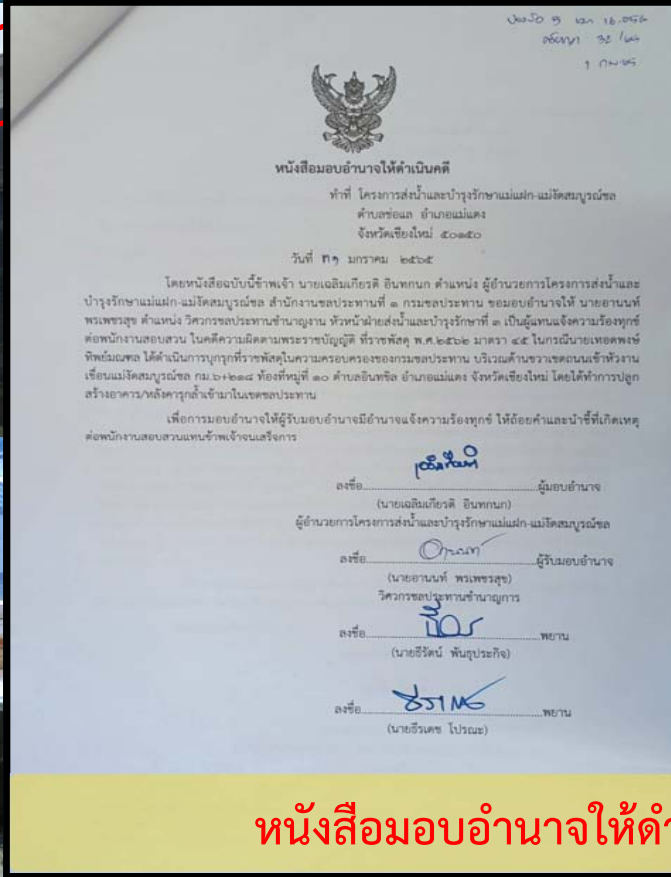 16.05น
32/65
หนังสือมอบอำนาจให้ดำเนินคดี
ทำที่ โครงการส่งน้ำและบำรุงรักษาแม่แฝก-แม่งัดสมบูรณ์ชล
ตำบลช่อแล อำเภอแม่แตง
จังหวัดเชียงใหม่ ๕๐๑๕๐
วันที่ ๓๑ มกราคม ๒๕๖๕
โดยหนังสือฉบับนี้ข้าพเจ้า นายเฉลิมเกียรติ อินทกนก ตำแหน่ง ผู้อำนวยการโครงการส่งน้ำและ
บำรุงรักษาแม่แฝก-แม่งัดสมบูรณ์ชล สำนักงานชลประทานที่ ๑ กรมชลประทาน ขอมอบอำนาจให้ นายอานนท์
พรเพชรสุข ตำแหน่ง วิศวกรชลประทานชำนาญงาน หัวหน้าฝ่ายส่งน้ำและบำรุงรักษาที่ ๑ เป็นผู้แทนแจ้งความร้องทุกข์
ต่อพนักงานสอบสวน ในคดีความผิดตามพระราชบัญญัติ ที่ราชพัสดุ พ.ศ.๒๕๖๒ มาตรา ๔๕ ในกรณีนายเทอดพงษ์
ทิพย์มณฑล ได้ดำเนินการบุกรุกที่ราชพัสดุในความครอบครองของกรมชลประทาน บริเวณด้านขวาเขตถนนเข้าหัวงาน
เขื่อนแม่งัดสมบูรณ์ชล กม.๖+๒๑๘ ท้องที่หมู่ที่ ๑๐ ตำบลอินทขิล อำเภอแม่แตง จังหวัดเชียงใหม่ โดยได้ทำการปลูก
สร้างอาคาร/หลังคารุกล้ำเข้ามาในเขตชลประทาน
เพื่อการมอบอำนาจให้ผู้รับมอบอำนาจมีอำนาจแจ้งความร้องทุกข์ ให้ถ้อยคำและนำชี้ที่เกิดเหตุ
ต่อพนักงานสอบสวนแทนข้าพเจ้าจนเสร็จการ
ลงชื่อ....................ผู้มอบอำนาจ
(นายเฉลิมเกียรติ อินทกนก)
ผู้อำนวยการโครงการส่งน้ำและบำรุงรักษาแม่แฝก-แม่งัดสมบูรณ์ชล
ลงชื่อ....................ผู้รับมอบอำนาจ
(นายอานนท์ พรเพชรสุข)
วิศวกรชลประทานชำนาญการ
ลงชื่อ....................พยาน
(นายธีรัตน์ พันธุประกิจ)
ลงชื่อ....................พยาน
(นายธีรเดช โปรณะ)
หนังสือมอบอำนาจให้ดำ